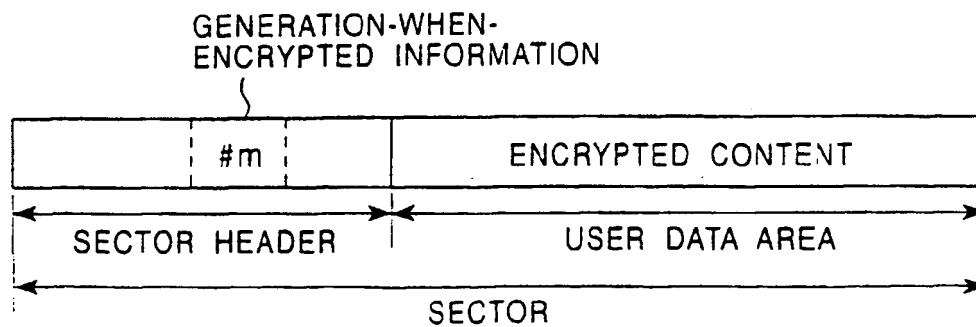 GENERATION-WHEN-
ENCRYPTED INFORMATION
#m
ENCRYPTED CONTENT
SECTOR HEADER
USER DATA AREA
SECTOR